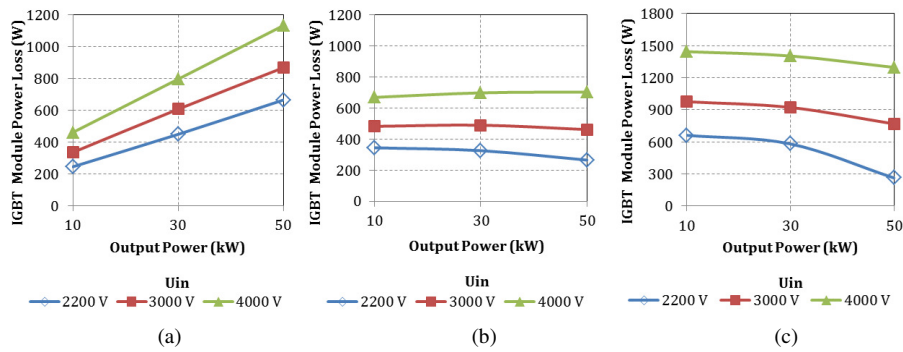 IGBT Module Power Loss (W)
1200
1000
800
600
400
200
0
10 30 50
Output Power (kW)
Uin
2200 V 3000 V 4000 V
(a)
IGBT Module Power Loss (W)
1200
1000
800
600
400
200
0
10 30 50
Output Power (kW)
Uin
2200 V 3000 V 4000 V
(b)
IGBT Module Power Loss (W)
1800
1500
1200
900
600
300
0
10 30 50
Output Power (kW)
Uin
2200 V 3000 V 4000 V
(c)